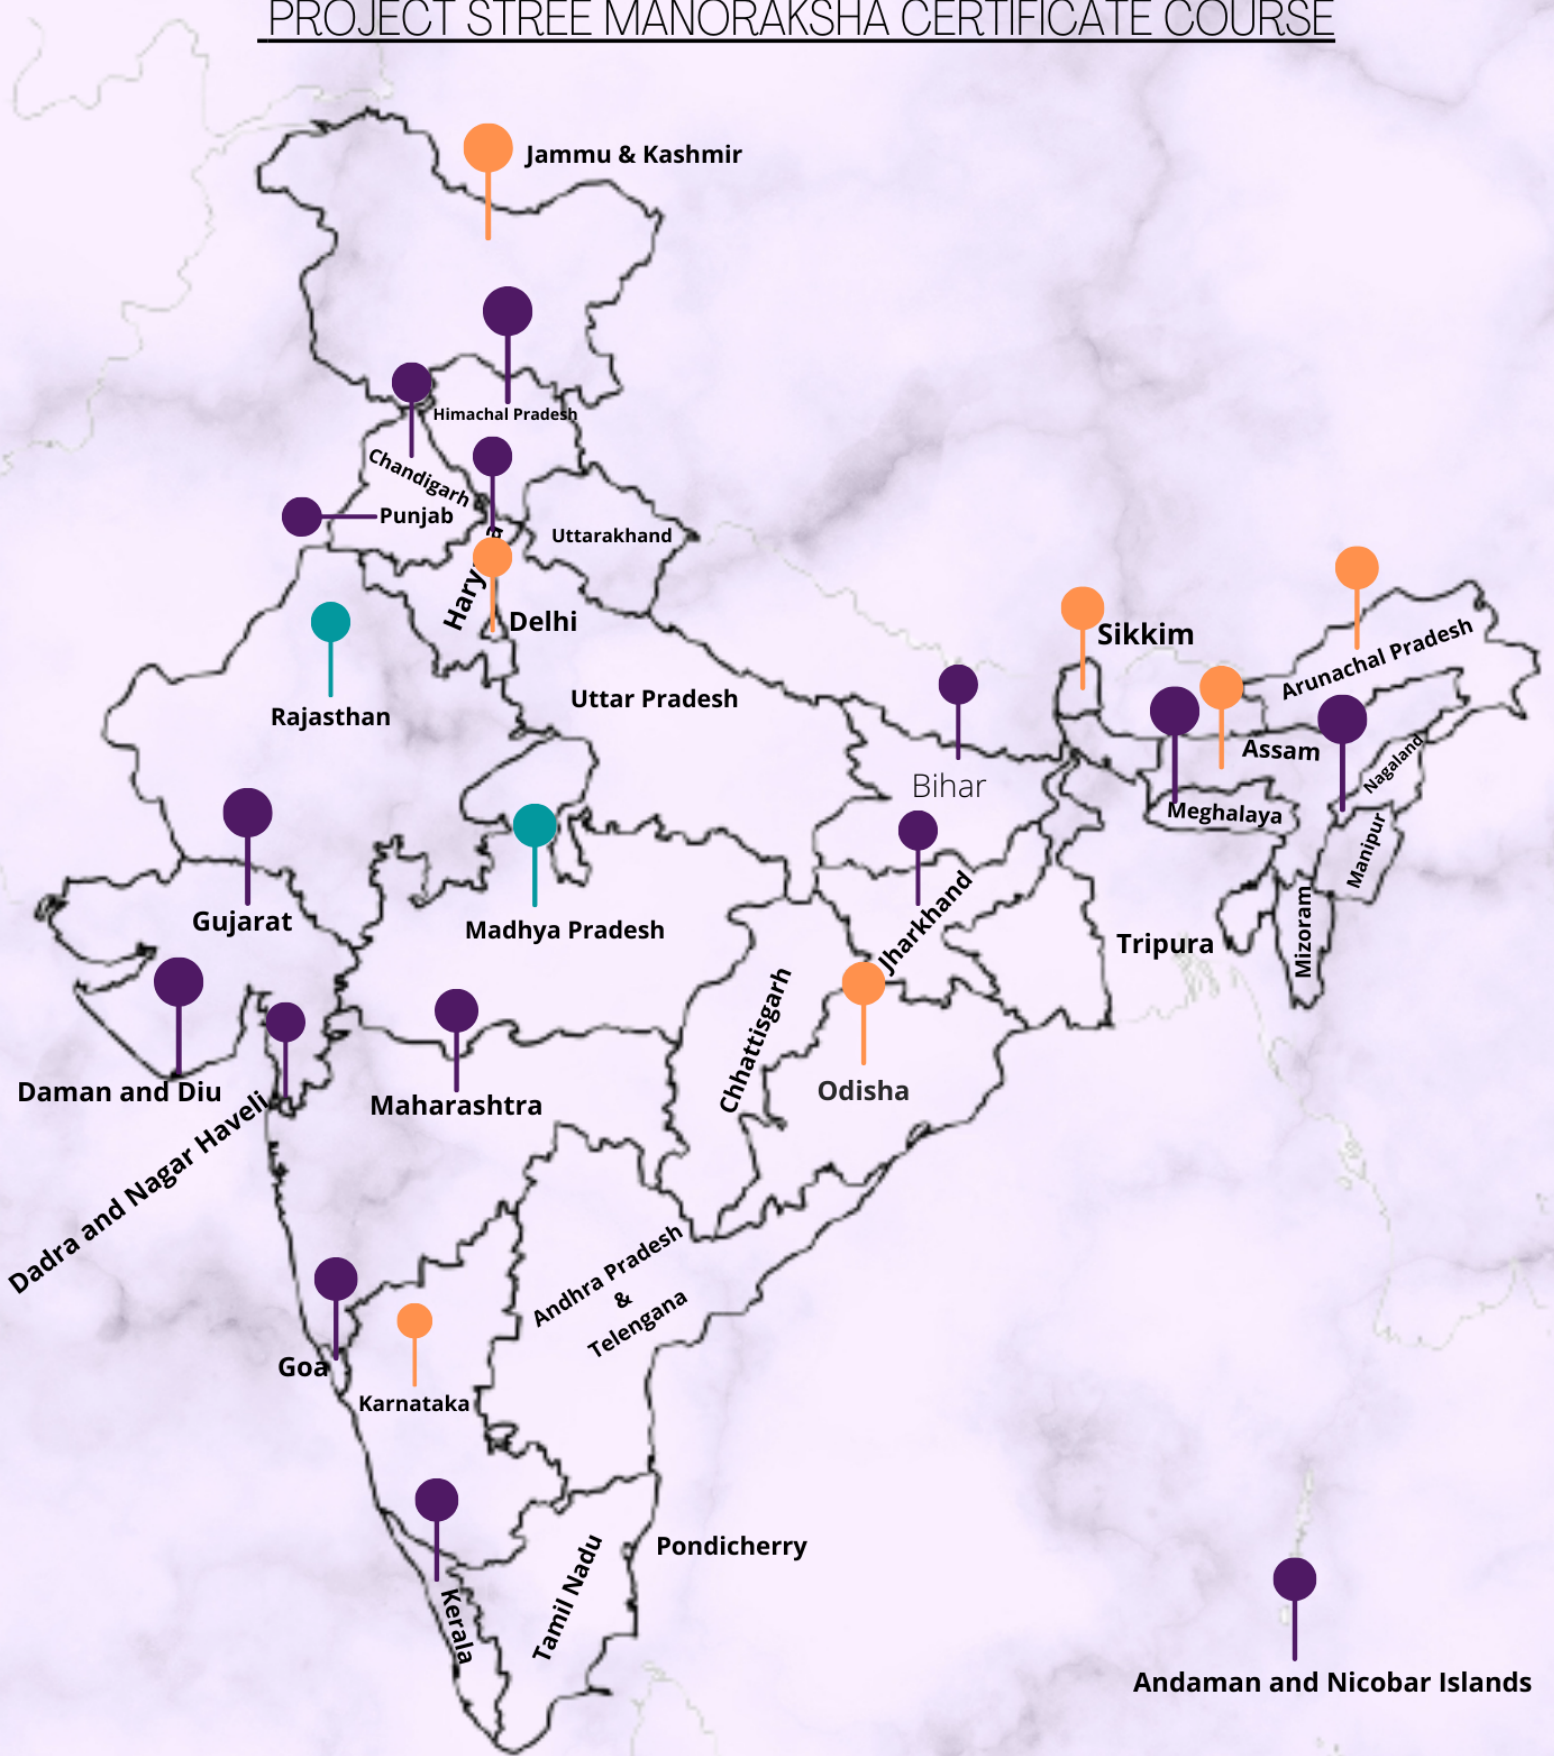 PROJECT STREE MANORAKSHA CERTIFICATE COURSE
Jammu & Kashmir
Himachal Pradesh
Chandigarh
Punjab
Uttarakhand
Delhi
Sikkim
Arunachal Pradesh
Uttar Pradesh
Rajasthan
Assam
Nagaland
Bihar
Meghalaya
Manipur
Gujarat
Madhya Pradesh
Jharkhand
Tripura
Mizoram
Chhattisgarh
Odisha
Daman and Diu
Maharashtra
Dadra and Nagar Haveli
Andhra Pradesh
&
Telengana
Goa
Karnataka
Pondicherry
Tamil Nadu
Kerala
Andaman and Nicobar Islands